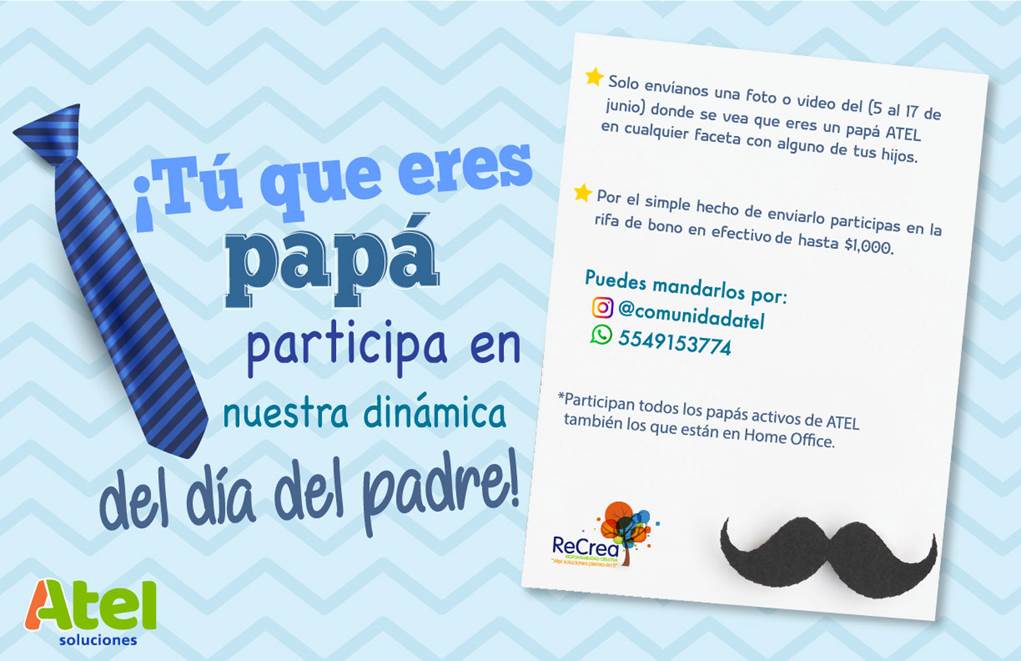 ¡Tú que eres
papá
participa en
nuestra dinámica
del día del padre!
Solo envianos una foto o video del (5 al 17 de
junio) donde se vea que eres un papá ATEL
en cualquier faceta con alguno de tus hijos.
Por el simple hecho de enviarlo participas en la
rifa de bono en efectivo de hasta $1,000.
Puedes mandarlos por:
@comunidadatel
5549153774
*Participan todos los papás activos de ATEL
también los que están en Home Office.
ReCrea
Atel
soluciones